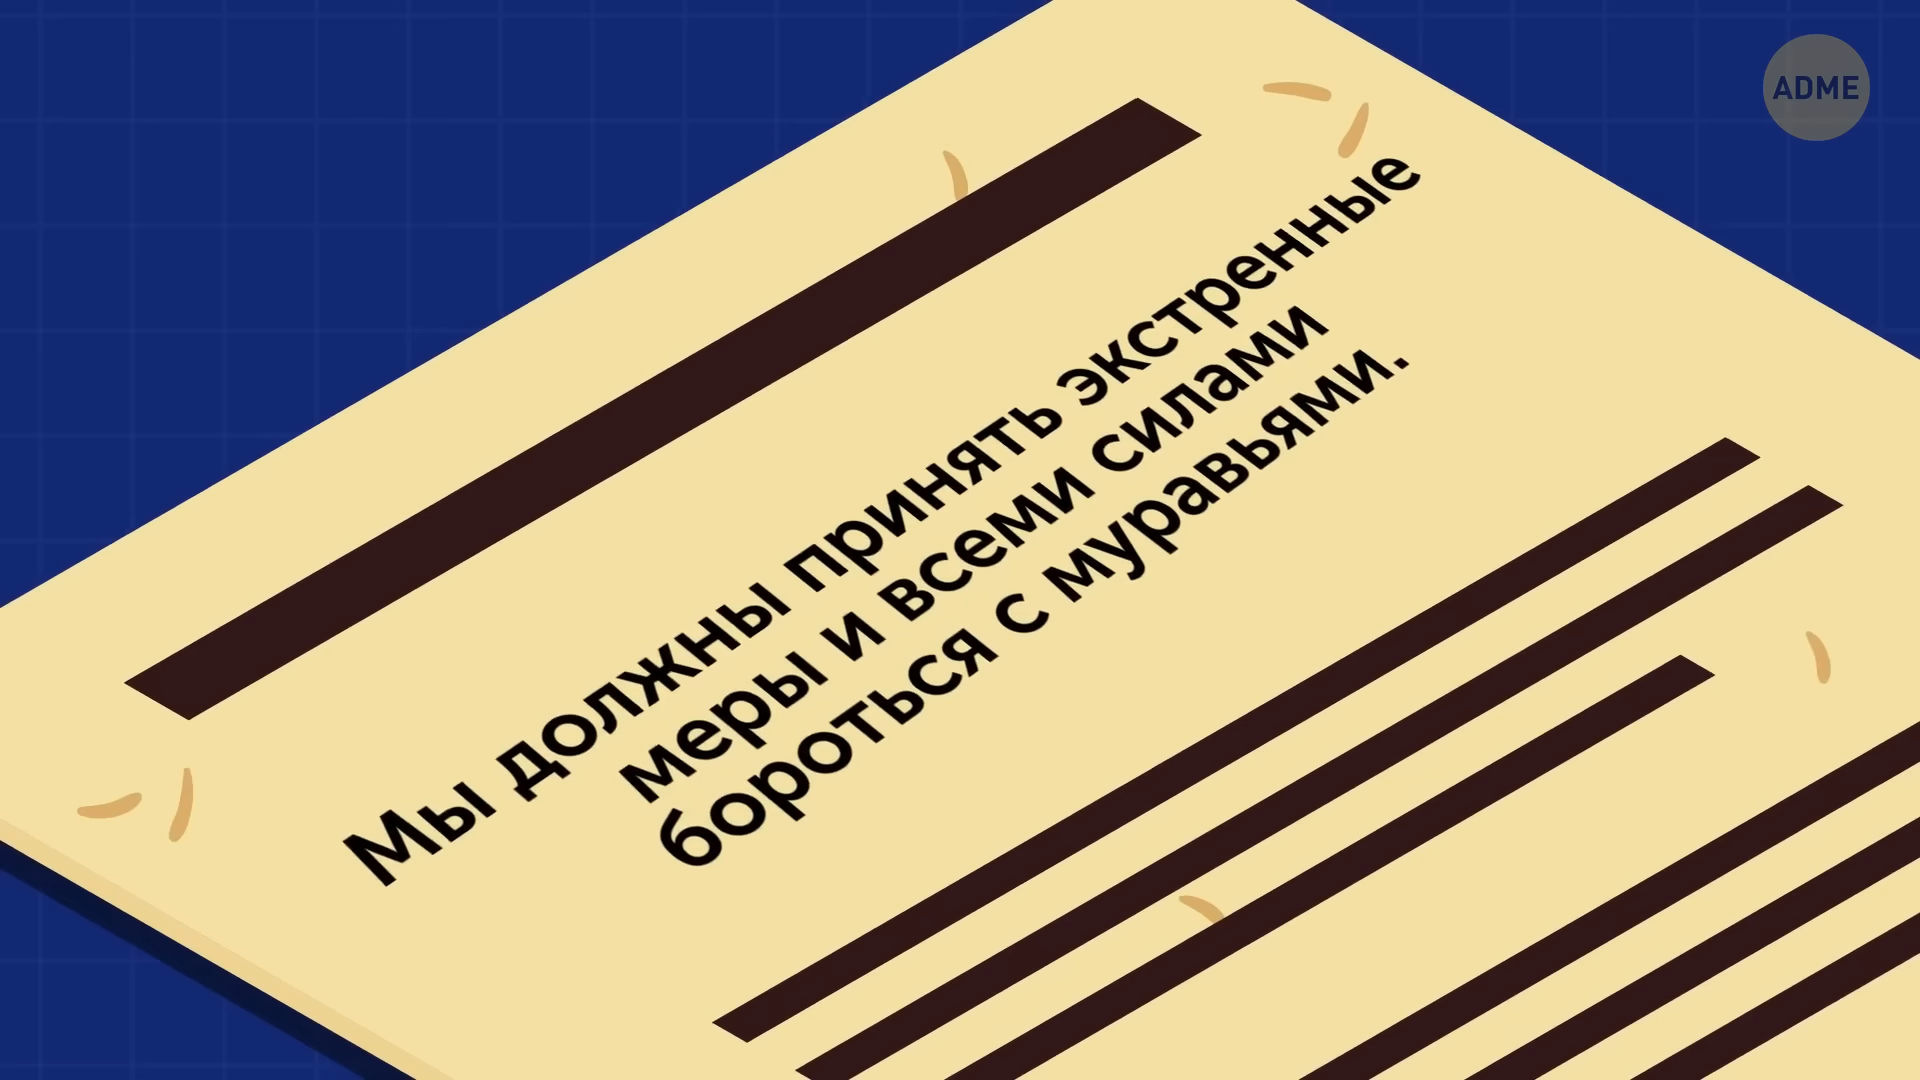 ADME
Мы должны принять экстренные
меры и всеми силами
бороться с муравьями.